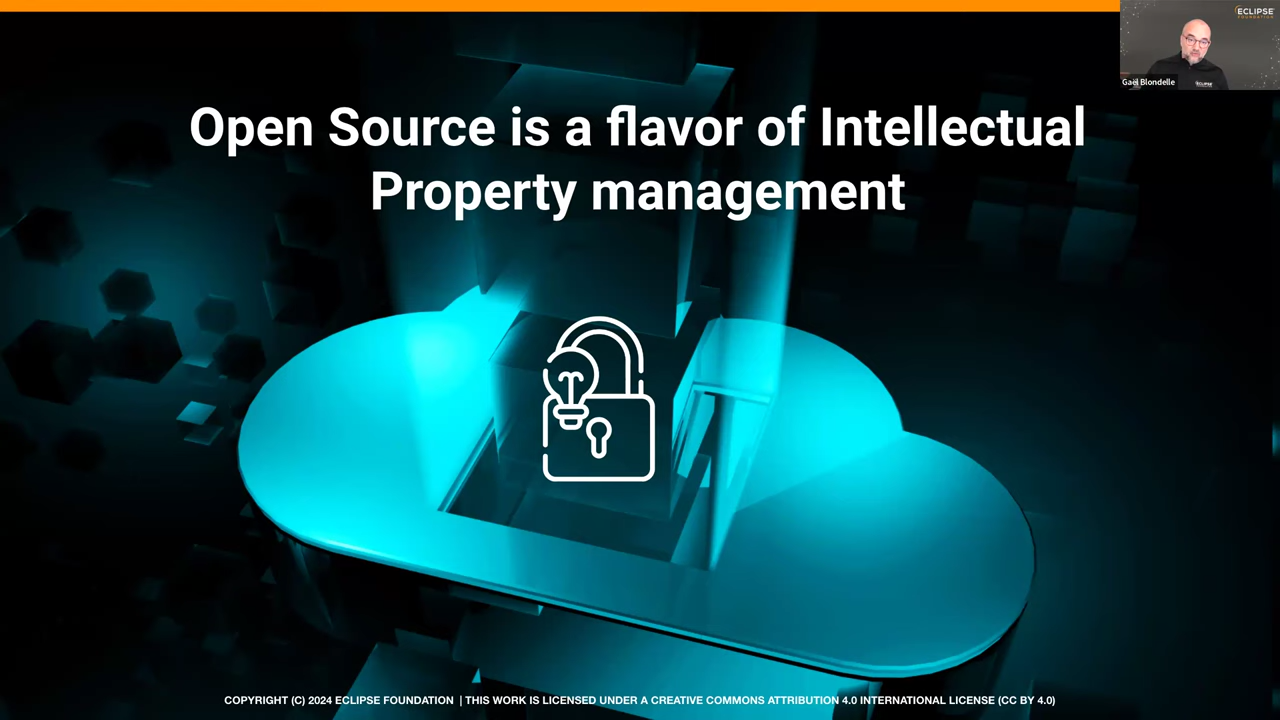 ECLIPSE
FOUNDATION
Gaël Blondelle
Open Source is a flavor of Intellectual
Property management
COPYRIGHT (C) 2024 ECLIPSE FOUNDATION | THIS WORK IS LICENSED UNDER A CREATIVE COMMONS ATTRIBUTION 4.0 INTERNATIONAL LICENSE (CC BY 4.0)